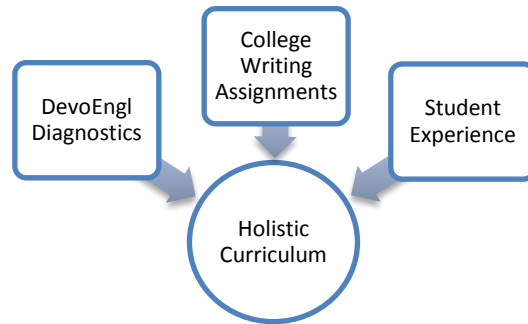 DevoEngl
Diagnostics
College
Writing
Assignments
Student
Experience
Holistic
Curriculum